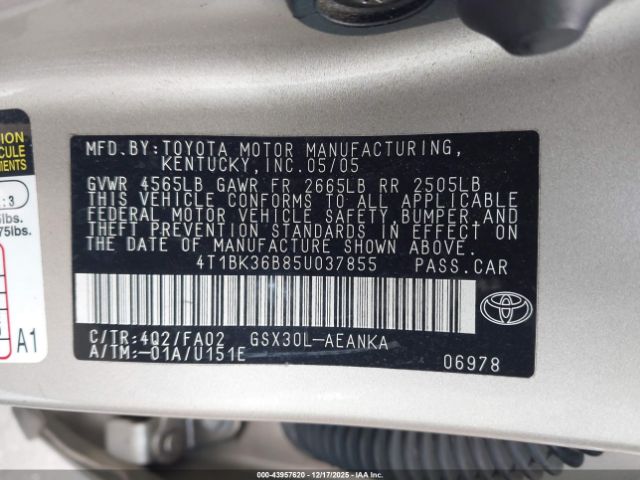 MFD.BY:TOYOTA MOTOR MANUFACTURING,
KENTUCKY,INC.05/05
GVWR 4565LB GAWR FR 2665LB RR 2505LB
THIS VEHICLE CONFORMS TO ALL APPLICABLE
FEDERAL MOTOR VEHICLE SAFETY, BUMPER,AND
THEFT PREVENTION STANDARDS IN EFFECT ON
THE DATE OF MANUFACTURE SHOWN ABOVE.
4T1BK36B85U037855 PASS.CAR
C/TR:4Q2/FA02 GSX30L-AEANKA
A/TM:-01A/U151E
06978
A1
000-43957620 - 12/17/2025 - COPYRIGHT IAA, LLC.